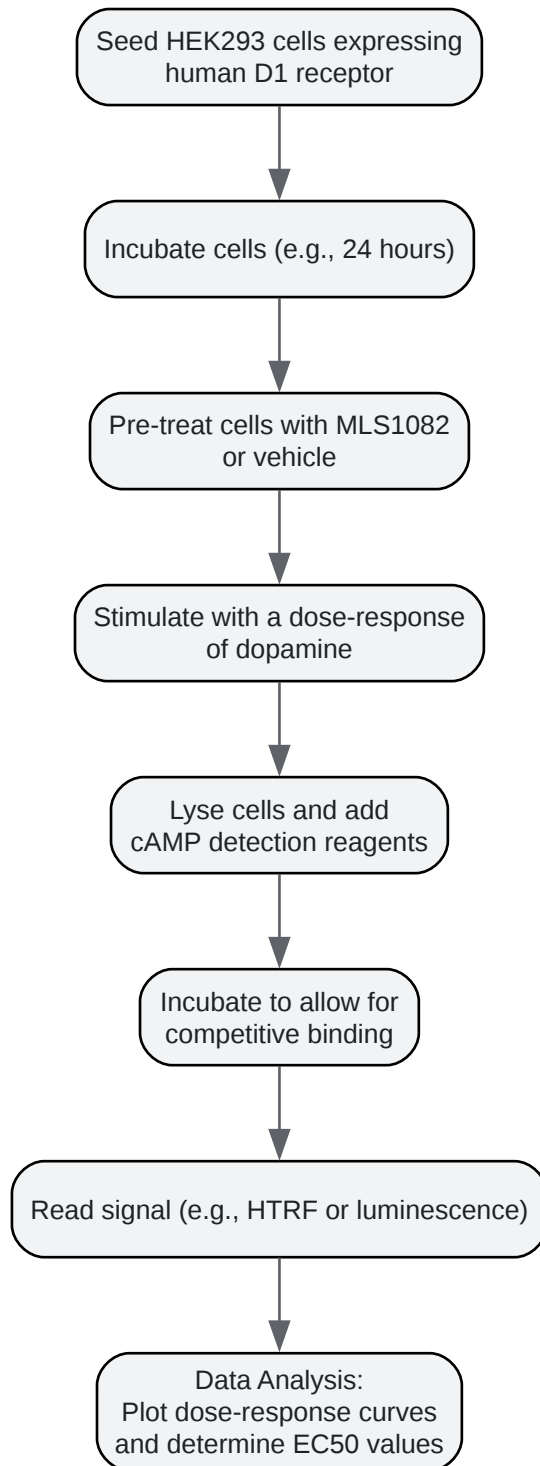 Seed HEK293 cells expressing
human D1 receptor
Incubate cells (e.g., 24 hours)
Pre-treat cells with MLS1082
or vehicle
Stimulate with a dose-response
of dopamine
Lyse cells and add
cAMP detection reagents
Incubate to allow for
competitive binding
Read signal (e.g., HTRF or luminescence)
Data Analysis:
Plot dose-response curves
and determine EC50 values